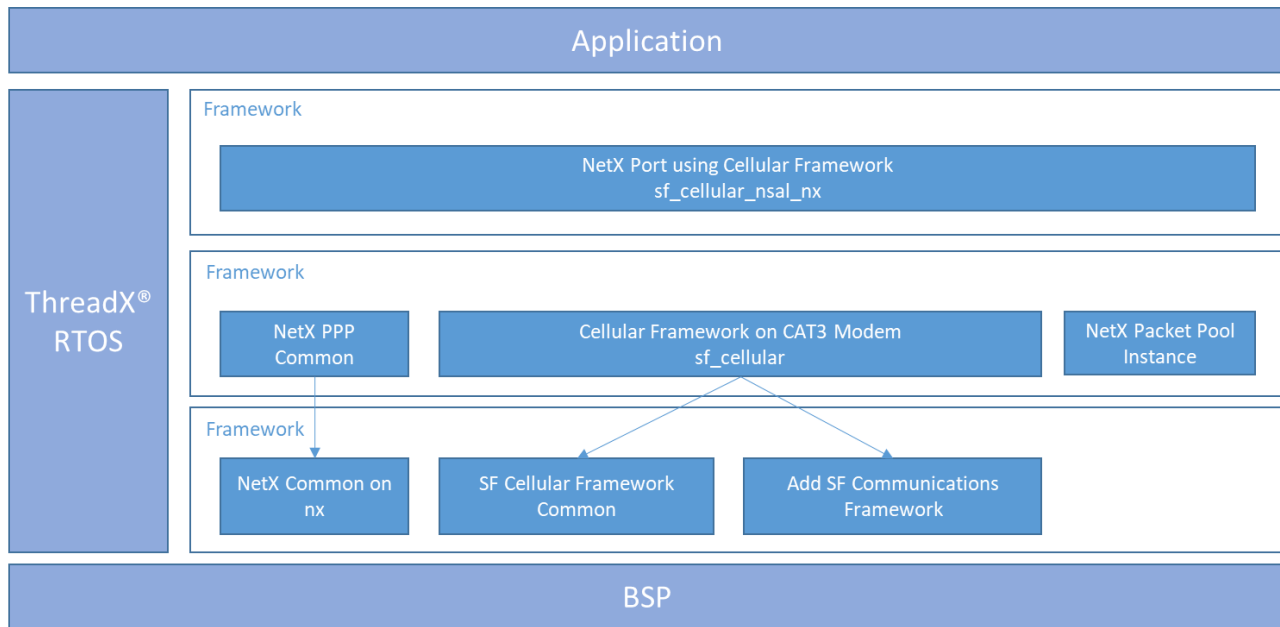 Application
ThreadX®
RTOS
Framework
NetX Port using Cellular Framework
sf_cellular_nsal_nx
Framework
NetX PPP
Common
Cellular Framework on CAT3 Modem
sf_cellular
NetX Packet Pool
Instance
Framework
NetX Common on
nx
SF Cellular Framework
Common
Add SF Communications
Framework
BSP